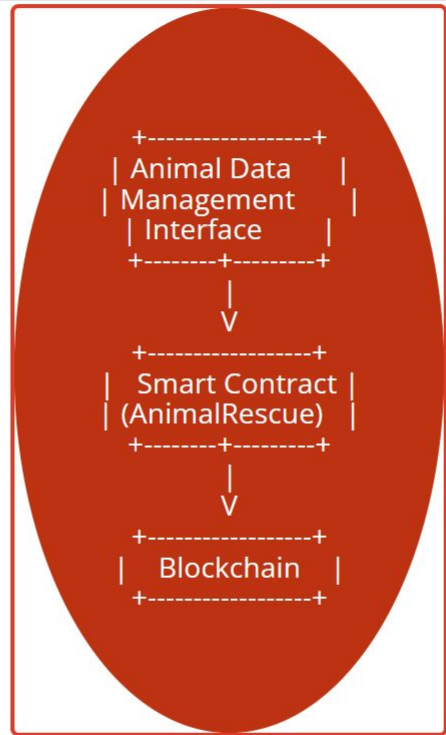 +------------------+
| Animal Data |
| Management |
| Interface |
+--------+---------+
|
V
+------------------+
| Smart Contract |
| (AnimalRescue) |
+--------+---------+
|
V
+------------------+
| Blockchain |
+------------------+